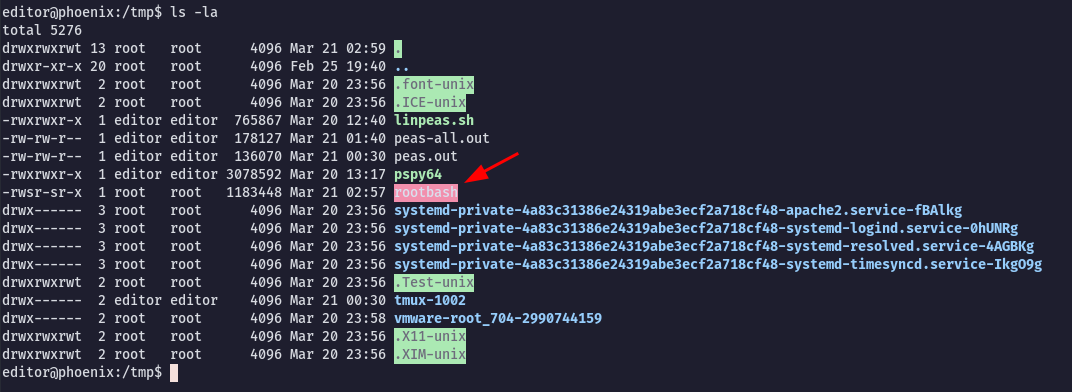 editor@phoenix:/tmp$ ls -la
total 5276
drwxrwxrwt 13 root   root      4096 Mar 21 02:59 .
drwxr-xr-x 20 root   root      4096 Feb 25 19:40 ..
drwxrwxrwt  2 root   root      4096 Mar 20 23:56 .font-unix
drwxrwxrwt  2 root   root      4096 Mar 20 23:56 .ICE-unix
-rwxrwxr-x  1 editor editor  765867 Mar 20 12:40 linpeas.sh
-rw-rw-r--  1 editor editor  178127 Mar 21 01:40 peas-all.out
-rw-rw-r--  1 editor editor  136070 Mar 21 00:30 peas.out
-rwxrwxr-x  1 editor editor 3078592 Mar 20 13:17 pspy64
-rwsr-sr-x  1 root   root   1183448 Mar 21 02:57 rootbash
drwx------  3 root   root      4096 Mar 20 23:56 systemd-private-4a83c31386e24319abe3ecf2a718cf48-apache2.service-fBAlkg
drwx------  3 root   root      4096 Mar 20 23:56 systemd-private-4a83c31386e24319abe3ecf2a718cf48-systemd-logind.service-0hUNRg
drwx------  3 root   root      4096 Mar 20 23:56 systemd-private-4a83c31386e24319abe3ecf2a718cf48-systemd-resolved.service-4AGBKg
drwx------  3 root   root      4096 Mar 20 23:56 systemd-private-4a83c31386e24319abe3ecf2a718cf48-systemd-timesyncd.service-IkgO9g
drwxrwxrwt  2 root   root      4096 Mar 20 23:56 .Test-unix
drwx------  2 editor editor    4096 Mar 21 00:30 tmux-1002
drwx------  2 root   root      4096 Mar 20 23:58 vmware-root_704-2990744159
drwxrwxrwt  2 root   root      4096 Mar 20 23:56 .X11-unix
drwxrwxrwt  2 root   root      4096 Mar 20 23:56 .XIM-unix
editor@phoenix:/tmp$